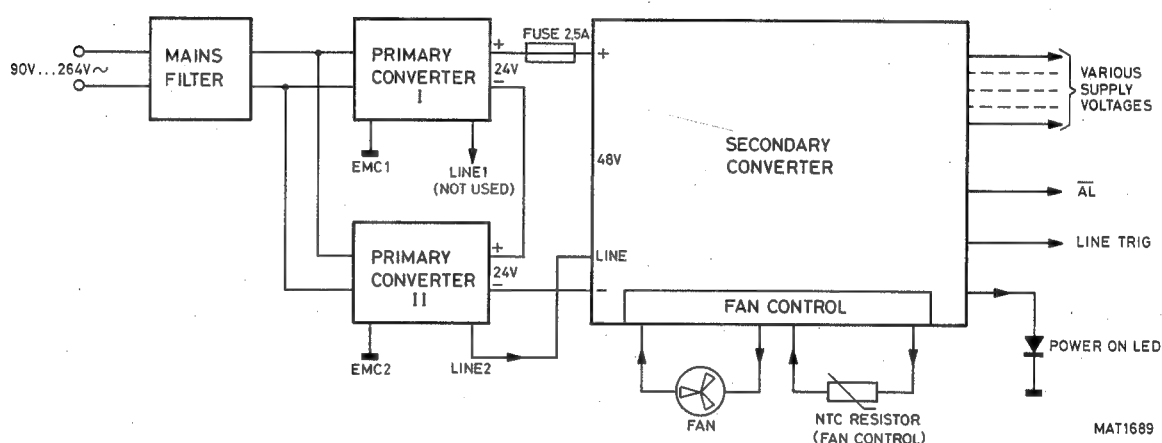 90V...264V~
MAINS
FILTER
PRIMARY
CONVERTER
I
+
24V
−
FUSE 2,5A
+
EMC1
LINE1
(NOT USED)
48V
SECONDARY
CONVERTER
VARIOUS
SUPPLY
VOLTAGES
AL
LINE TRIG
PRIMARY
CONVERTER
II
+
24V
−
LINE
−
EMC2
LINE2
FAN CONTROL
FAN
NTC RESISTOR
(FAN CONTROL)
POWER ON LED
MAT1689